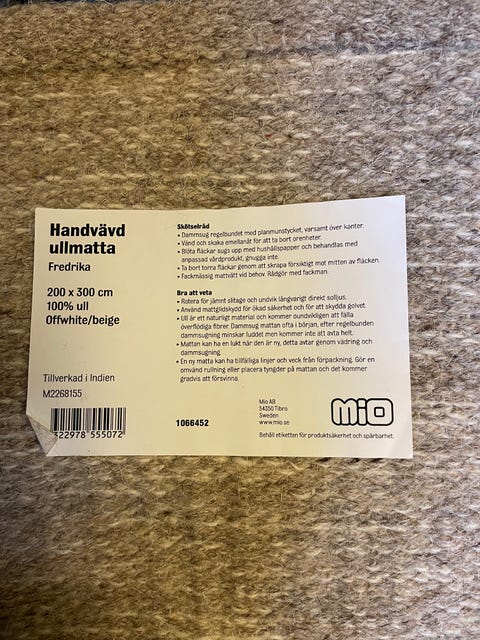 Handvävd
ullmatta
Fredrika
200 x 300 cm
100% ull
Offwhite/beige
Tillverkad i Indien
M2268155
22978 555072
Skötselråd
• Dammsug regelbundet med planmunstycket, varsamt över kanter.
• Vänd och skaka emellanåt för att ta bort orenheter.
• Blöta fläckar sugs upp med hushållspapper och behandlas med
anpassad vårdprodukt, gnugga inte.
• Ta bort torra fläckar genom att skrapa försiktigt mot mitten av fläcken.
• Fackmässig mattvätt vid behov. Rådgör med fackman.
Bra att veta
• Rotera för jämnt slitage och undvik långvarigt direkt solljus.
• Använd mattglidskydd för ökad säkerhet och för att skydda golvet.
• Ull är ett naturligt material och kommer oundvikligen att fälla
överflödiga fibrer. Dammsug mattan ofta i början, efter regelbunden
dammsugning minskar luddet men kommer inte att avta helt.
• Mattan kan ha en lukt när den är ny, detta avtar genom vädring och
dammsugning.
• En ny matta kan ha tillfälliga linjer och veck från förpackning. Gör en
omvänd rullning eller placera tyngder på mattan och det kommer
gradvis att försvinna.
1066452
Mio AB
54350 Tibro
Sweden
www.mio.se
MIO
Behåll etiketten för produktsäkerhet och spårbarhet.